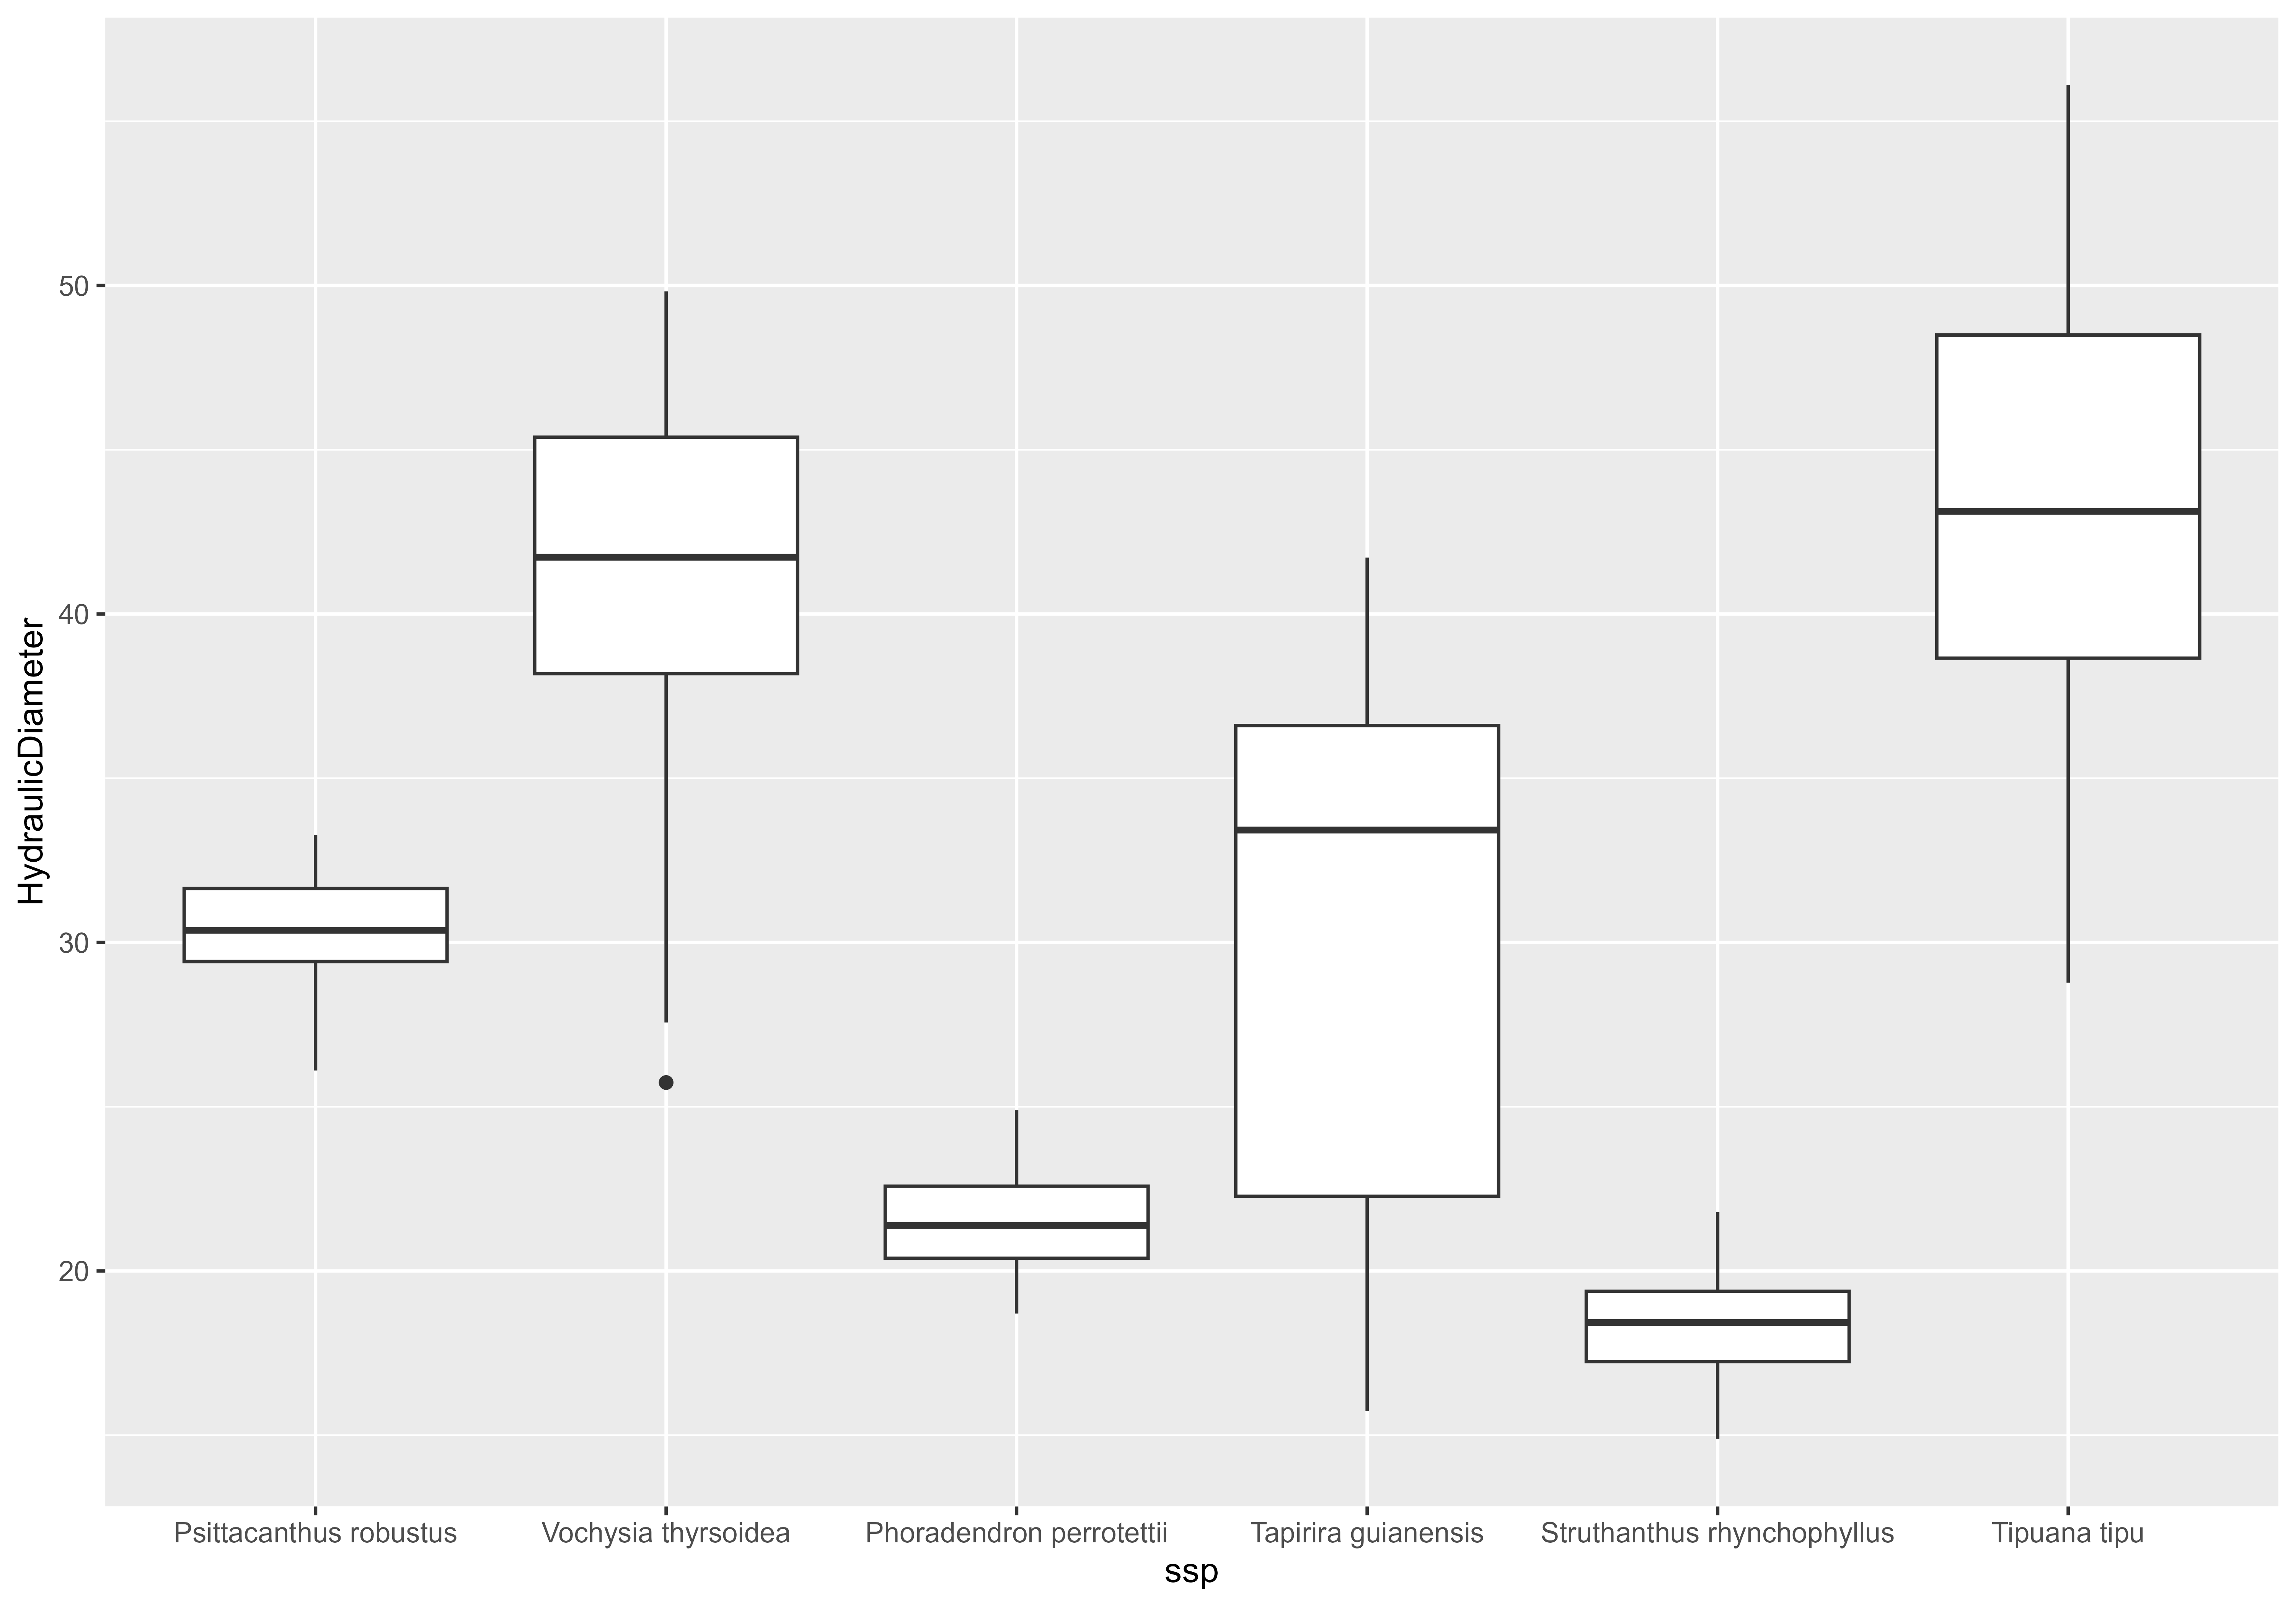 HydraulicDiameter
50
40
30
20
Psittacanthus robustus
Vochysia thyrsoidea
Phoradendron perrotettii
Tapirira guianensis
Struthanthus rhynchophyllus
Tipuana tipu
ssp